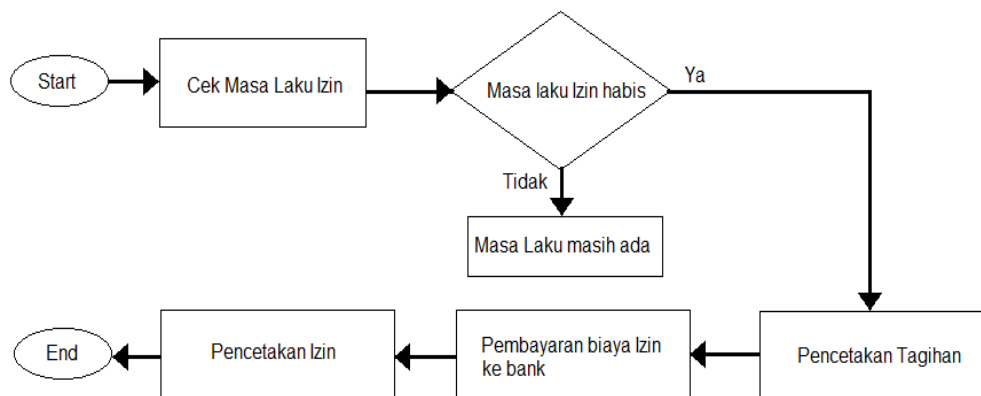 Start
Cek Masa Laku Izin
Masa laku Izin habis
Ya
Tidak
Masa Laku masih ada
End
Pencetakan Izin
Pembayaran biaya Izin
ke bank
Pencetakan Tagihan